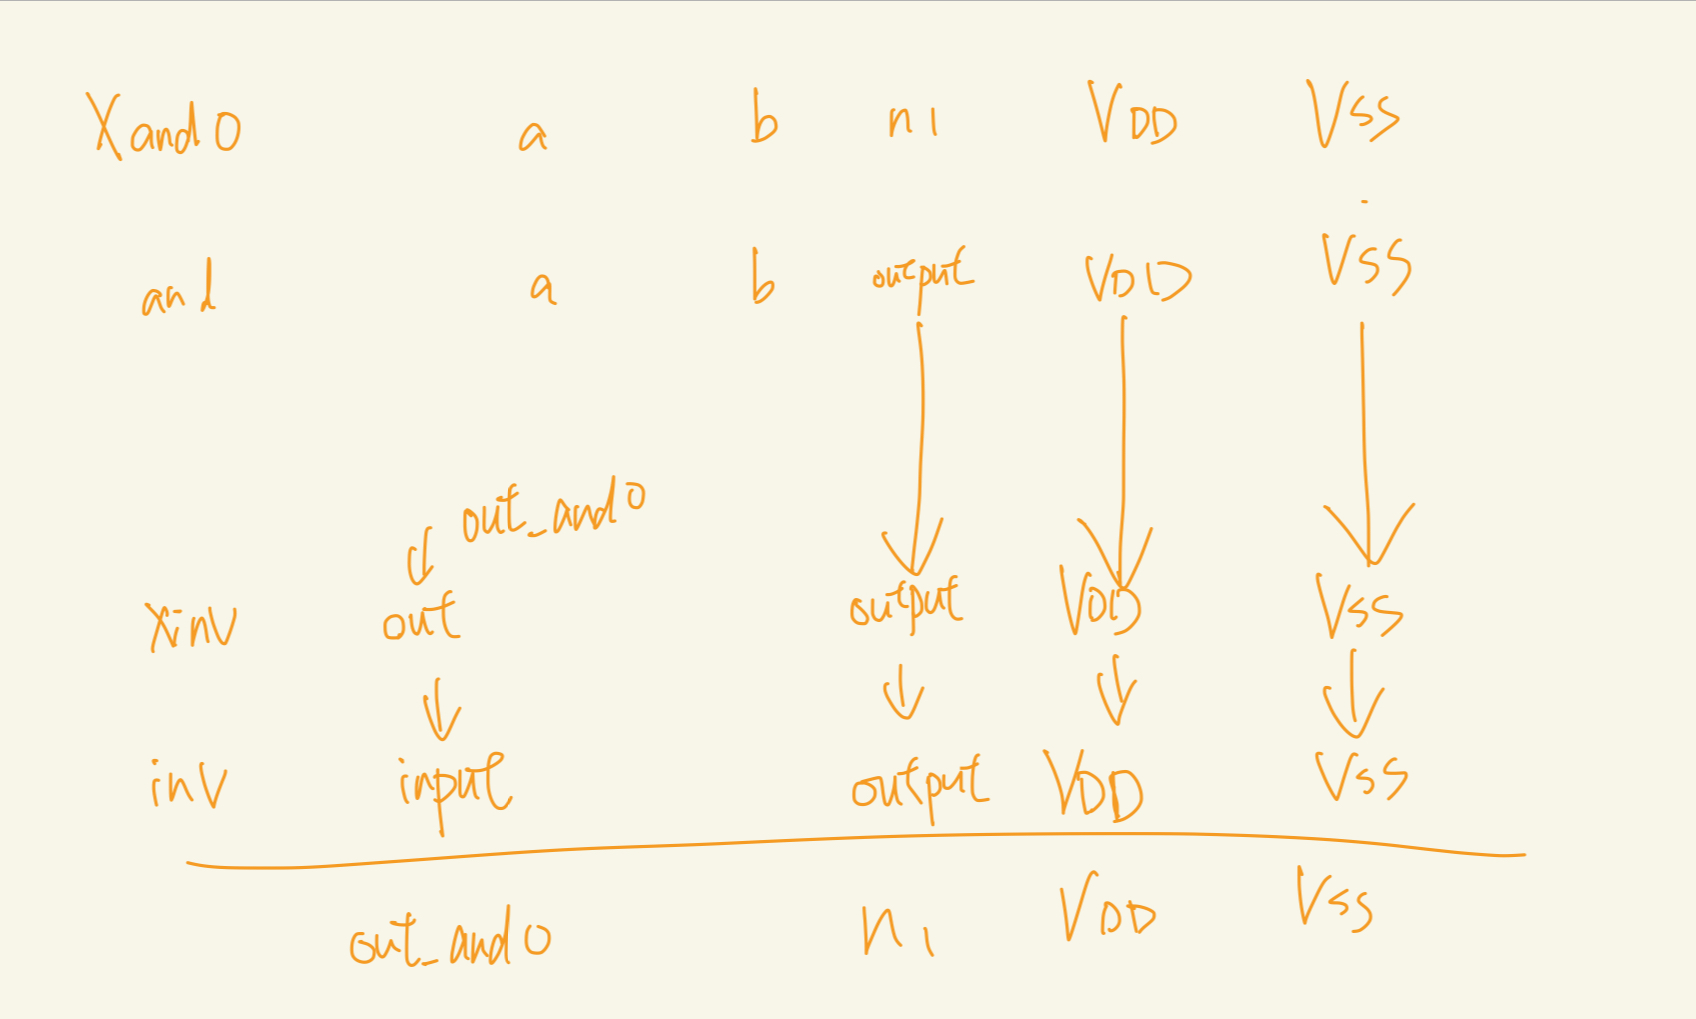 Xand0 a b n1 VDD VSS
and a b output VDD VSS
out_and0
Xinv out output VDD VSS
inv input output VDD VSS
out_and0 n1 VDD VSS